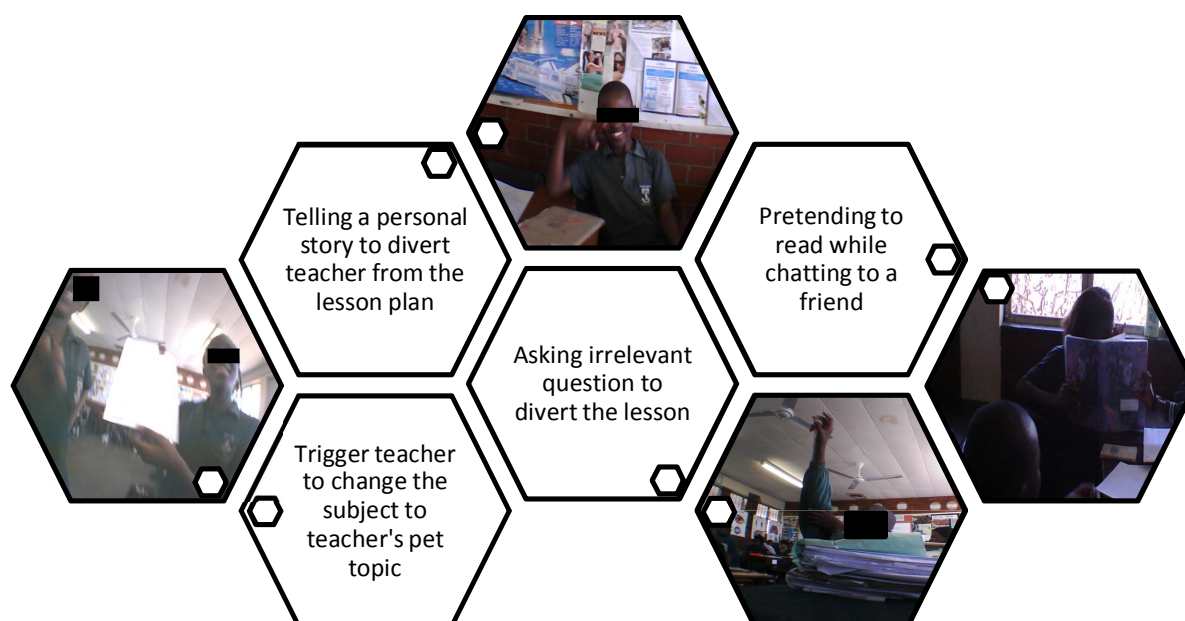 Telling a personal
story to divert
teacher from the
lesson plan
Pretending to
read while
chatting to a
friend
Asking irrelevant
question to
divert the lesson
Trigger teacher
to change the
subject to
teacher's pet
topic